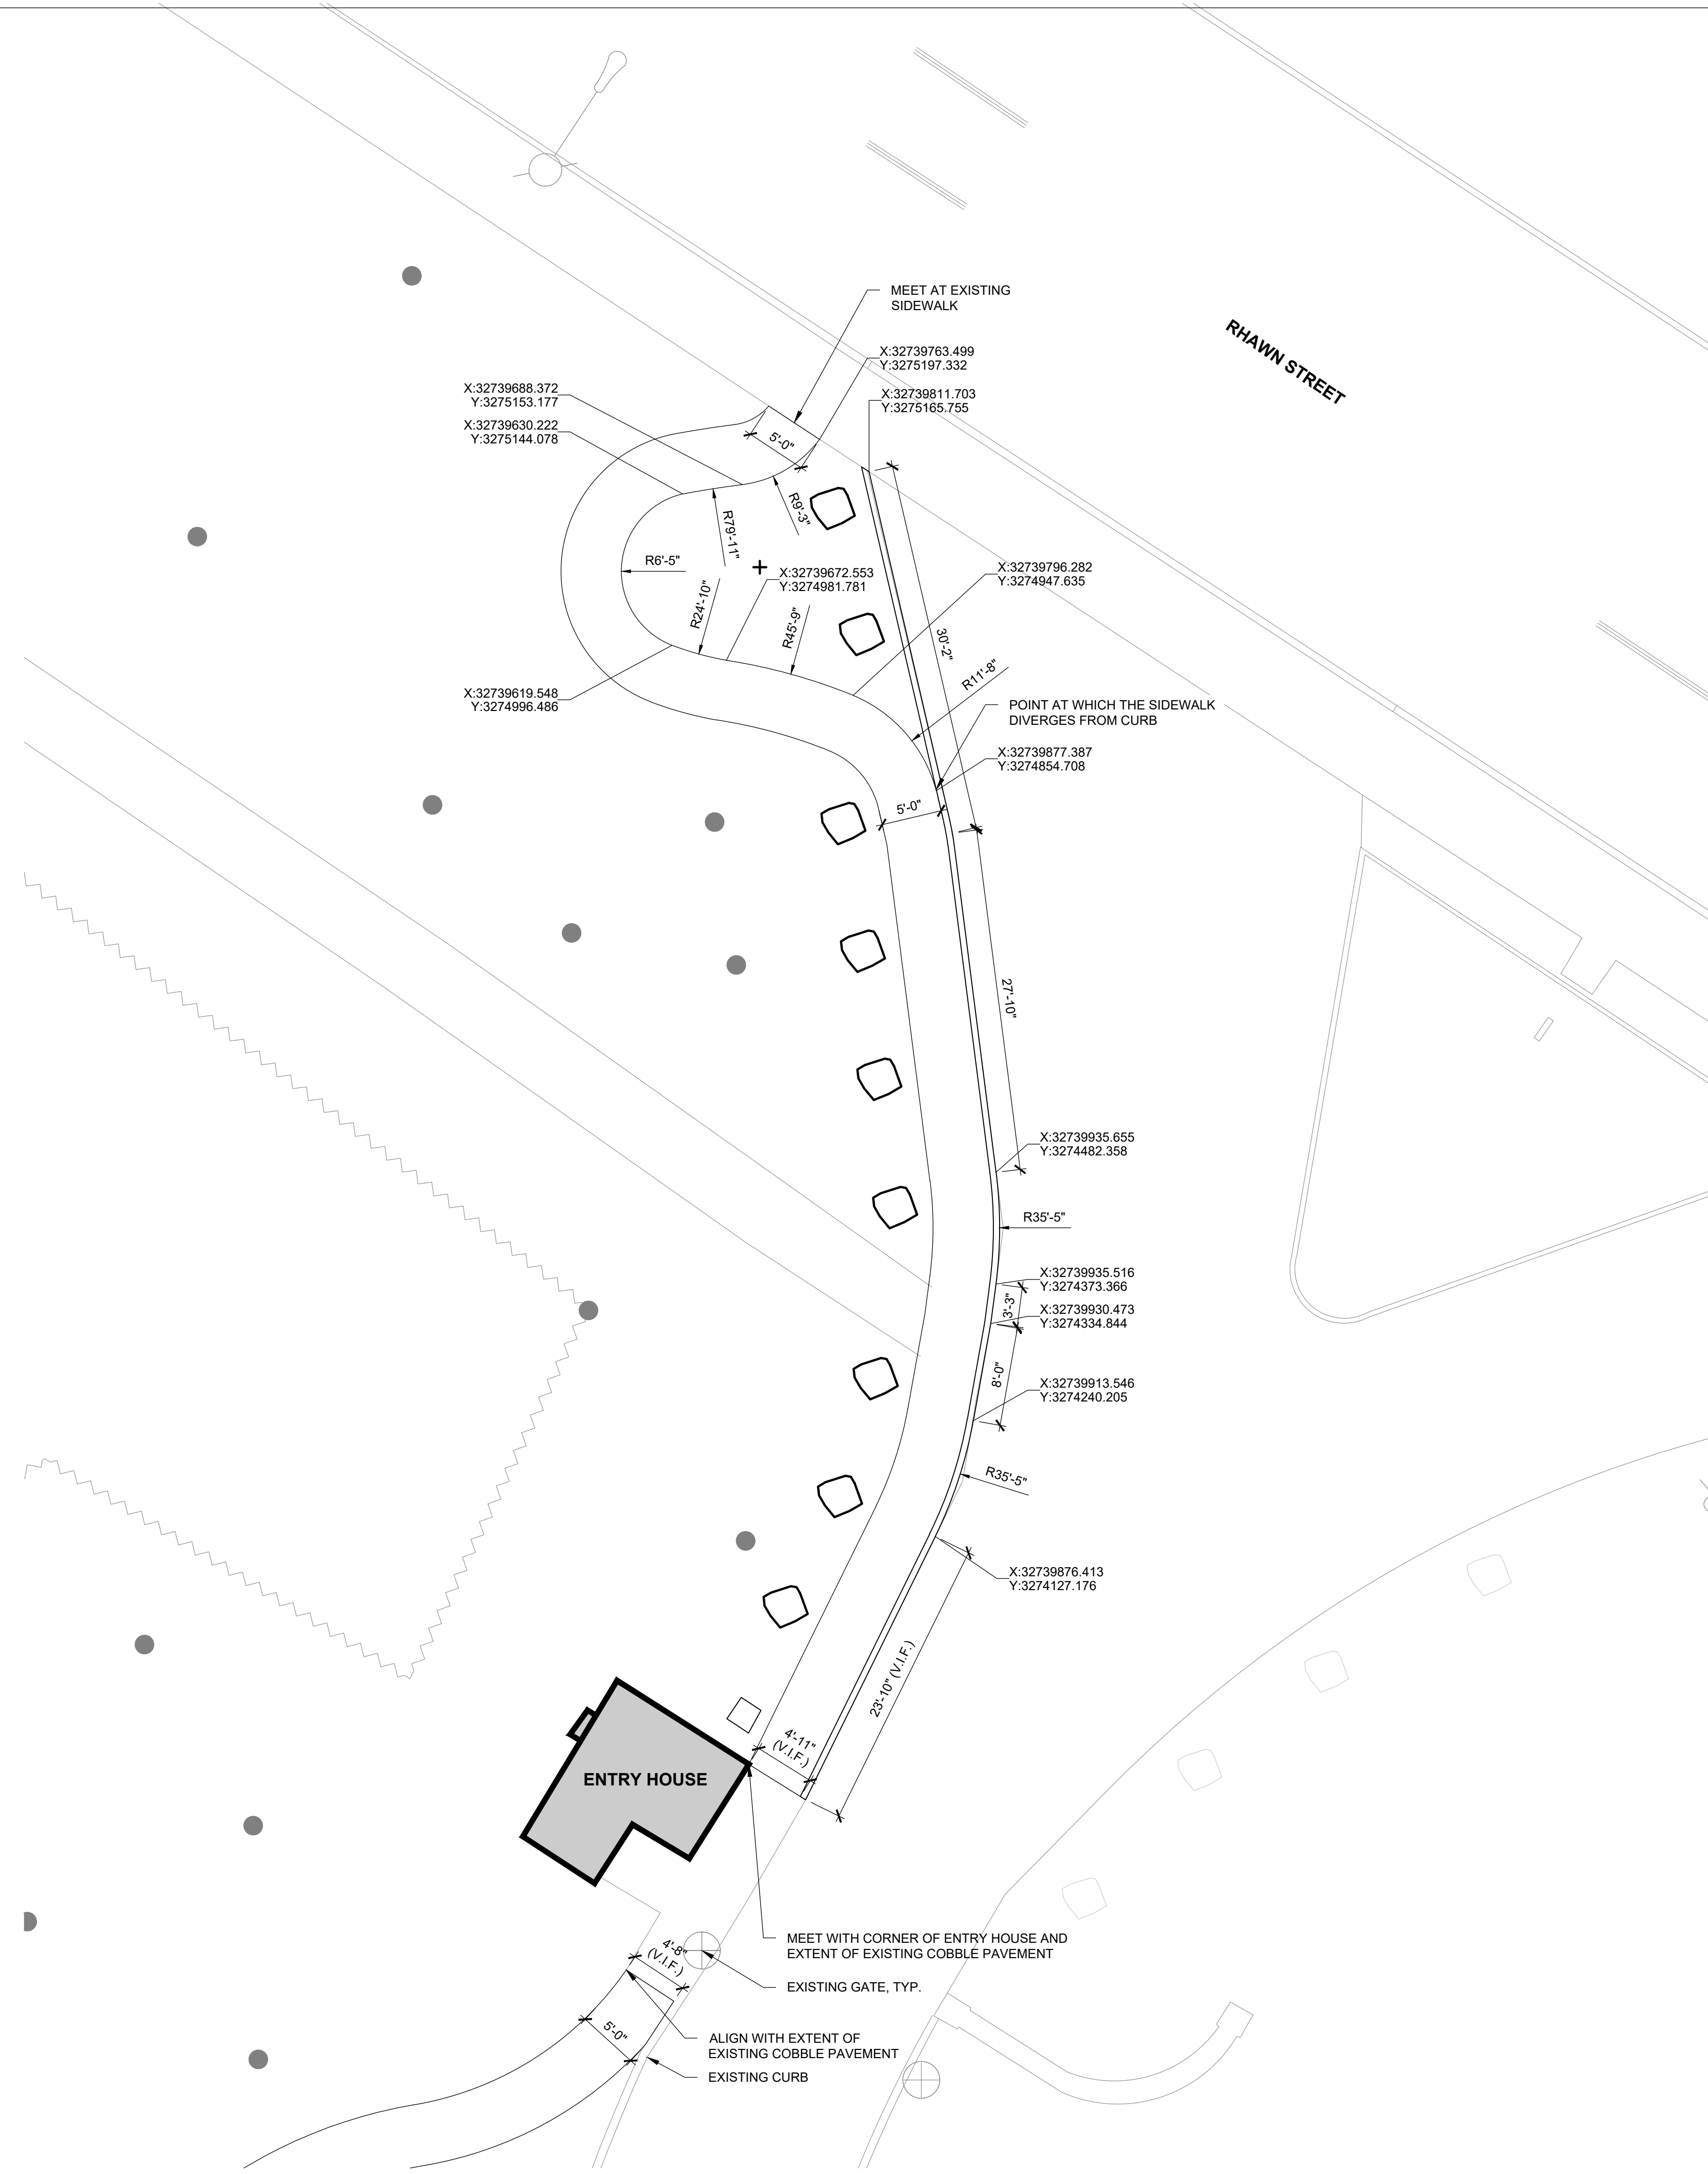 MEET AT EXISTING
SIDEWALK
RHAWN STREET
X:32739763.499
Y:3275197.332
X:32739688.372
Y:3275153.177
X:32739811.703
Y:3275165.755
X:32739630.222
Y:3275144.078
5'-0"
R9'-3"
R79'-11"
R6'-5"
X:32739672.553
Y:3274981.781
X:32739796.282
Y:3274947.635
R24'-10"
R45'-9"
30'-2"
R11'-8"
X:32739619.548
Y:3274996.486
POINT AT WHICH THE SIDEWALK
DIVERGES FROM CURB
X:32739877.387
Y:3274854.708
5'-0"
27'-10"
X:32739935.655
Y:3274482.358
R35'-5"
X:32739935.516
Y:3274373.366
3'-3"
X:32739930.473
Y:3274334.844
8'-0"
X:32739913.546
Y:3274240.205
R35'-5"
X:32739876.413
Y:3274127.176
23'-10" (V.I.F.)
4'-11"
(V.I.F.)
ENTRY HOUSE
MEET WITH CORNER OF ENTRY HOUSE AND
EXTENT OF EXISTING COBBLE PAVEMENT
4'-8"
(V.I.F.)
EXISTING GATE, TYP.
5'-0"
ALIGN WITH EXTENT OF
EXISTING COBBLE PAVEMENT
EXISTING CURB